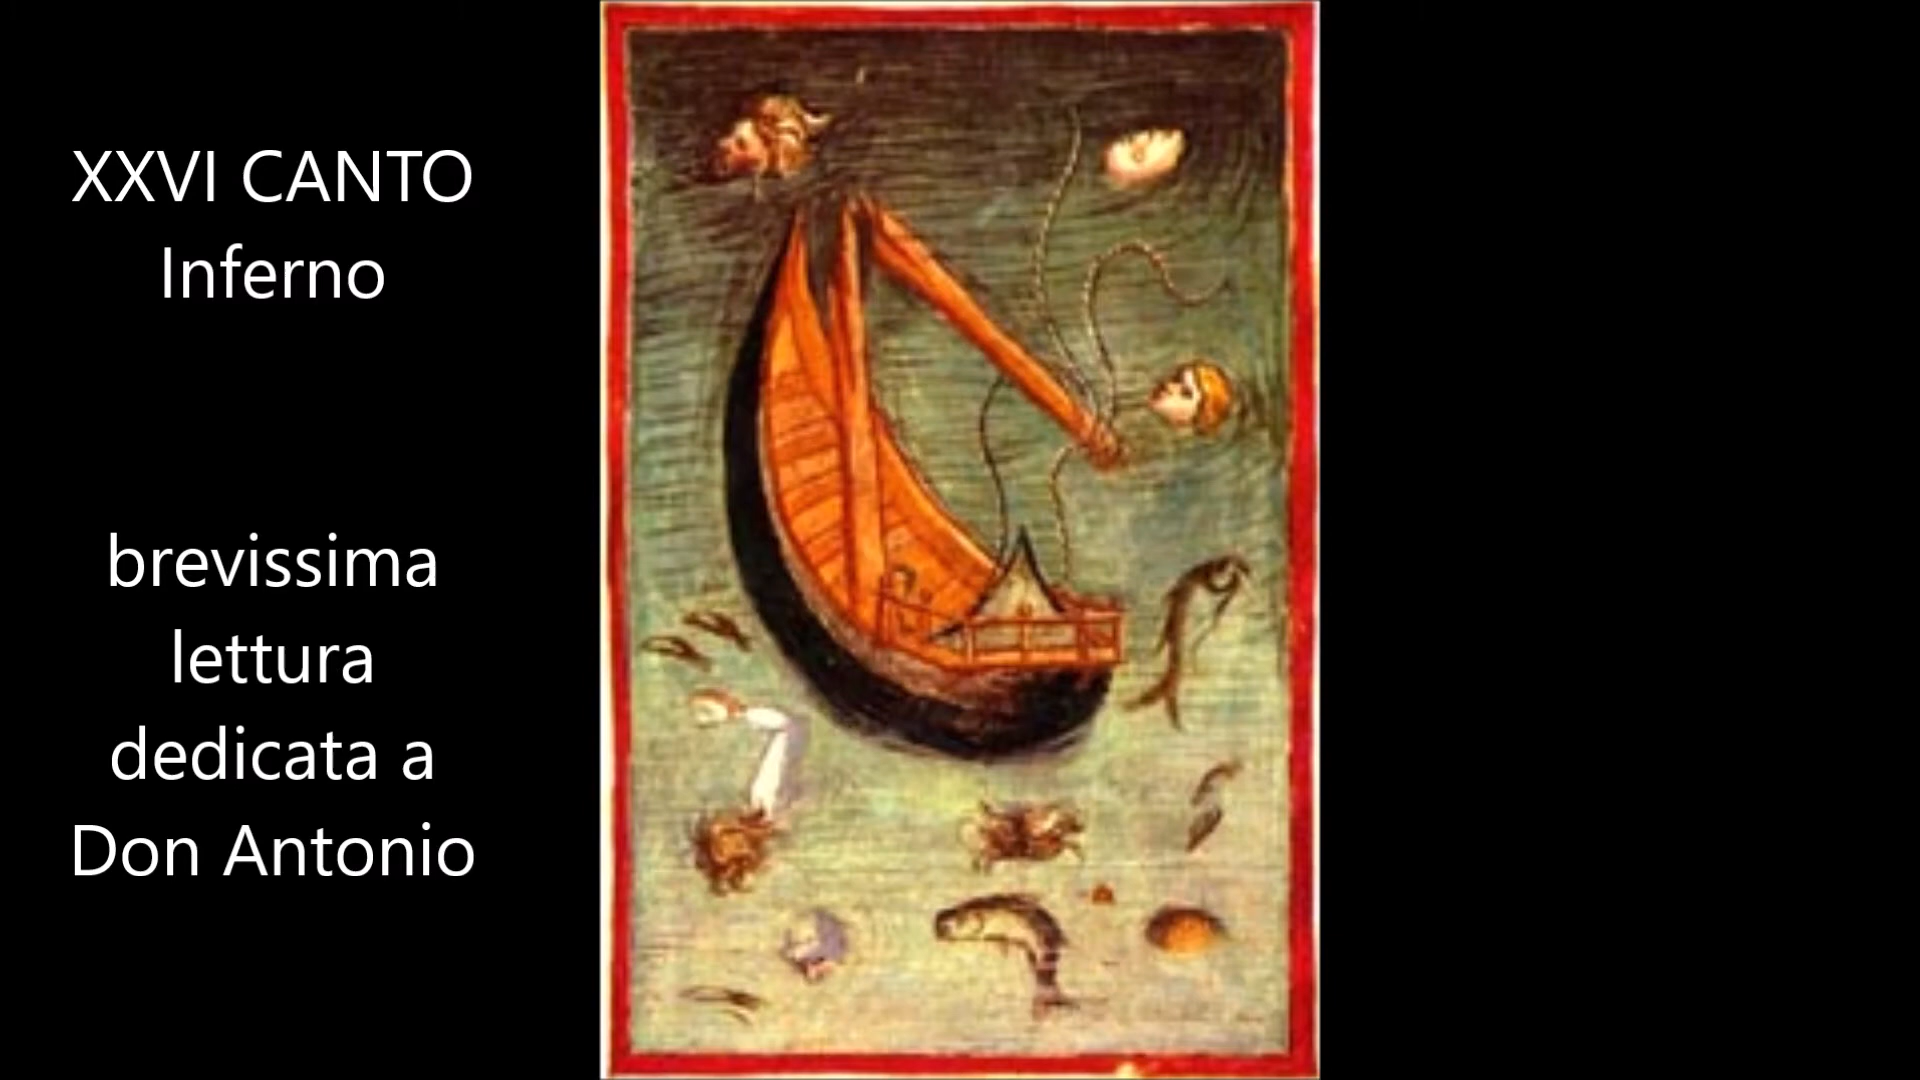 XXVI CANTO
Inferno
brevissima
lettura
dedicata a
Don Antonio